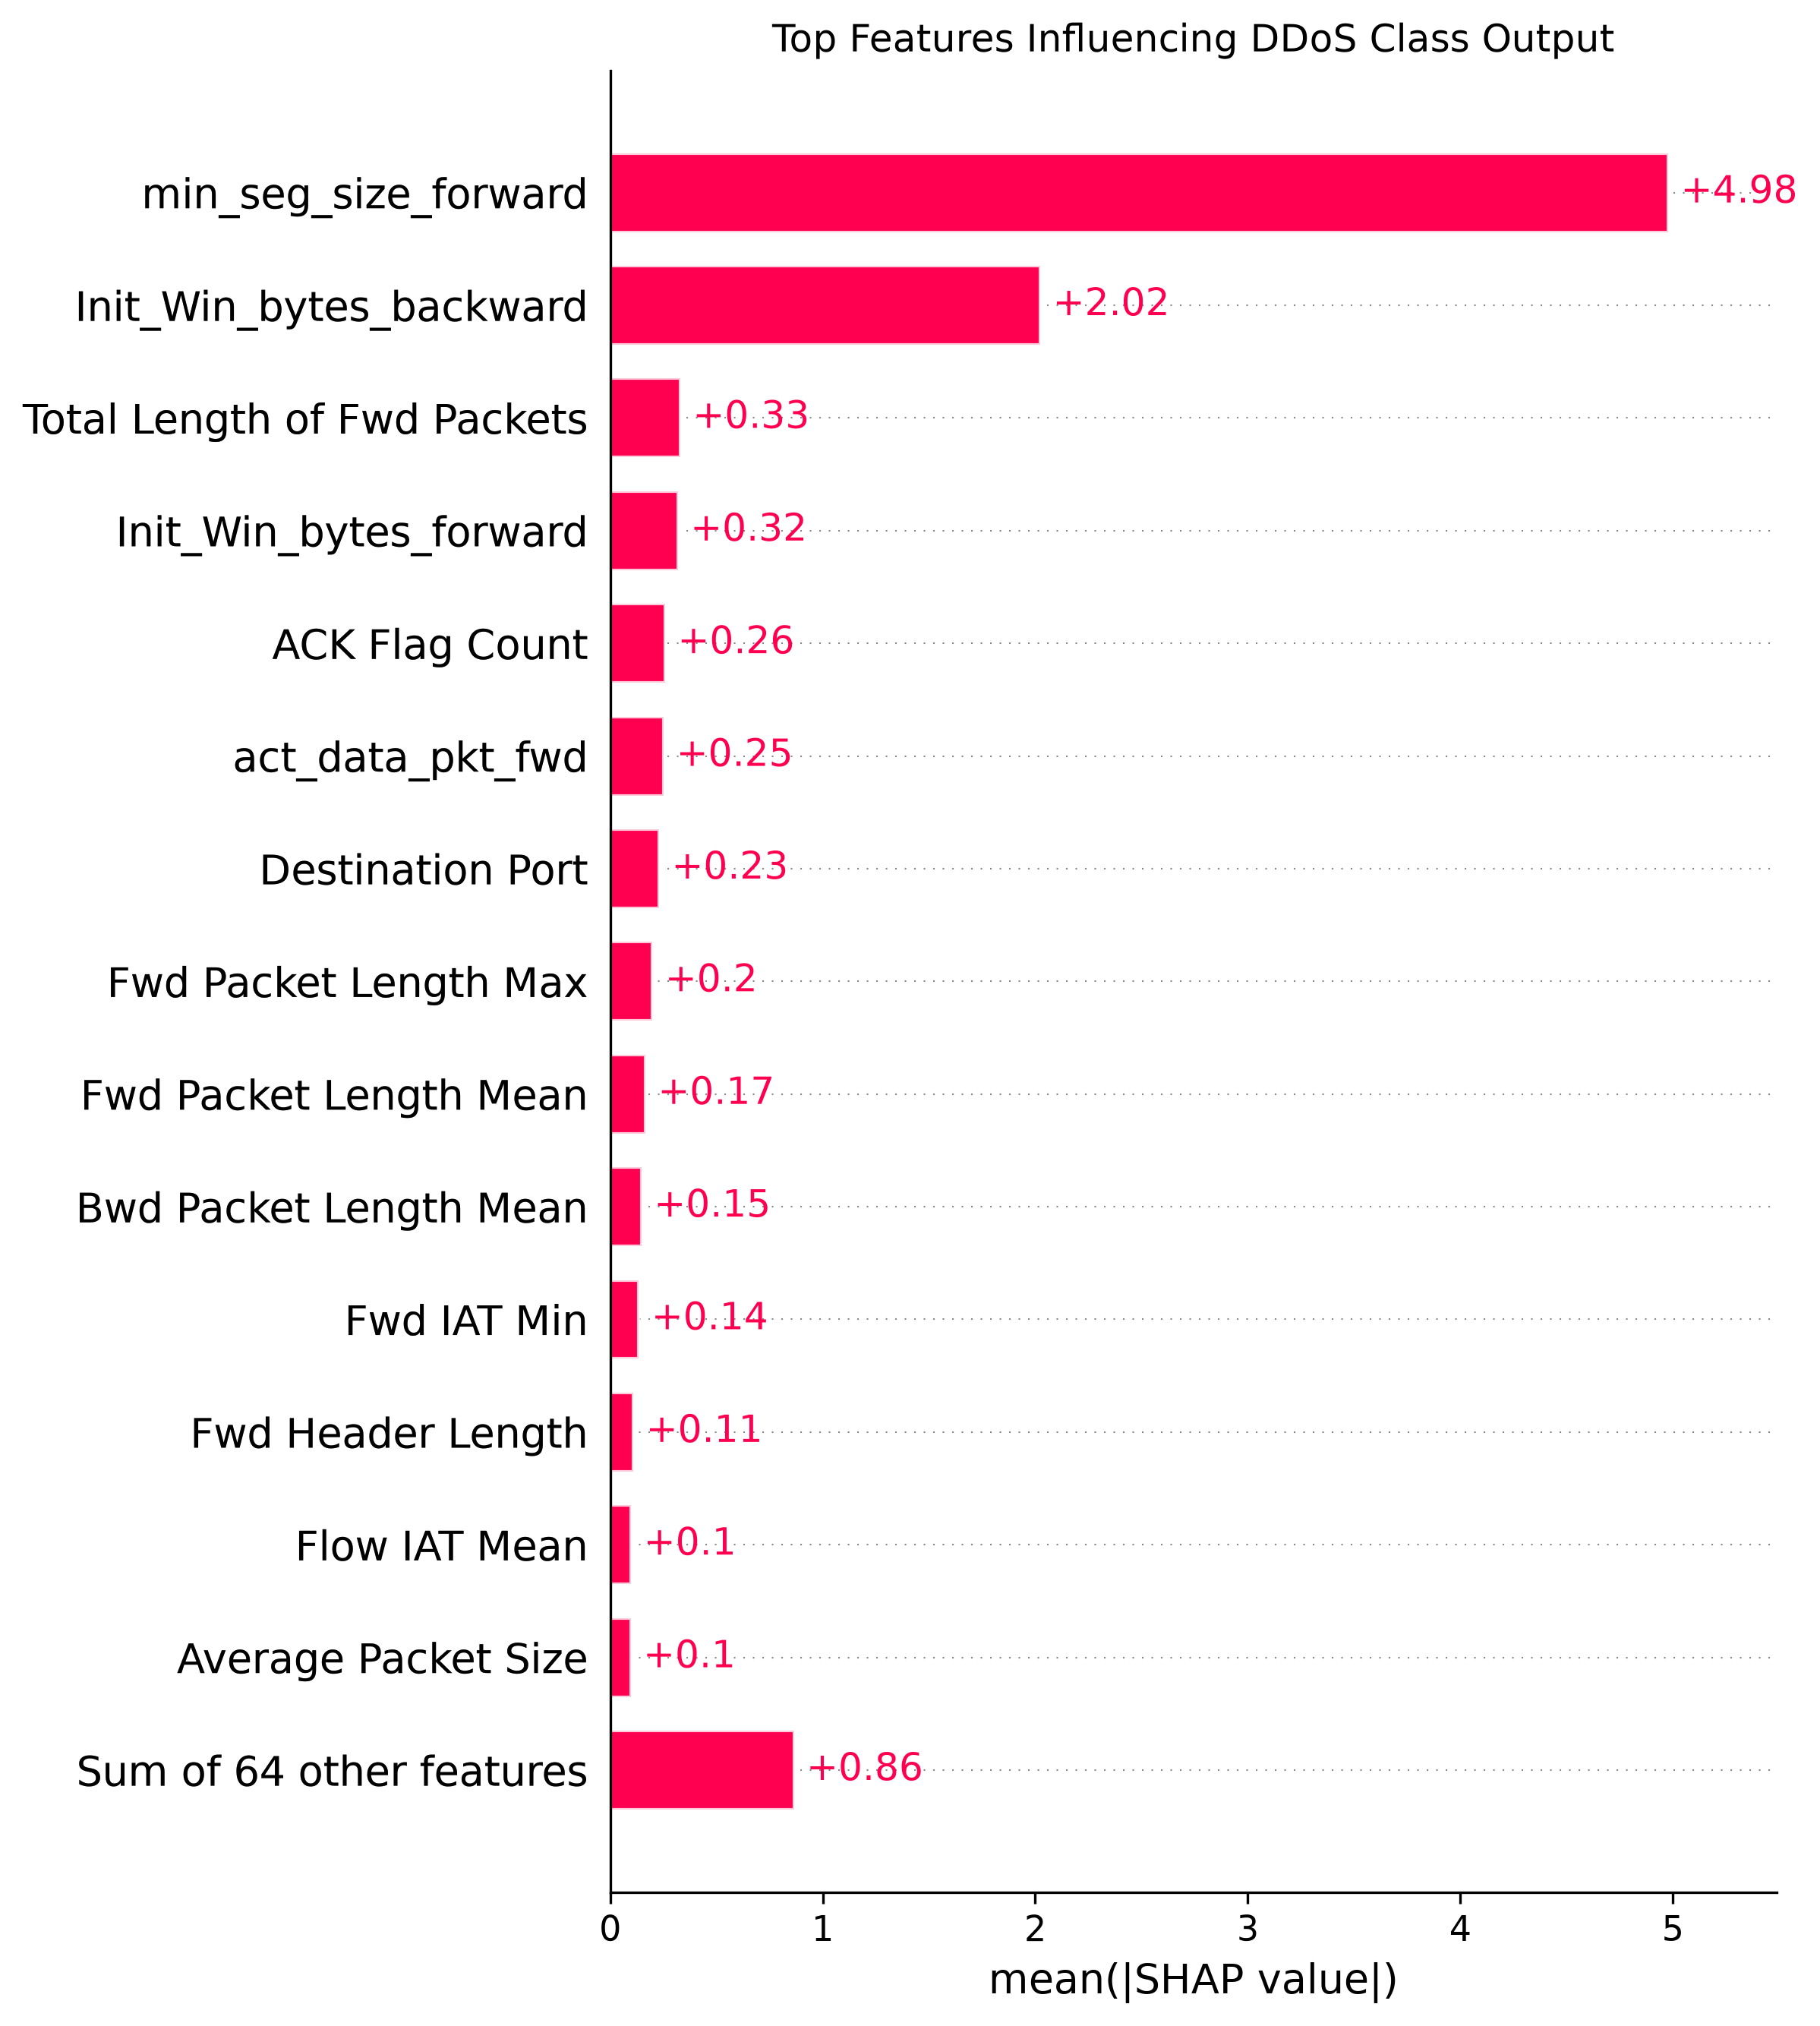 Top Features Influencing DDoS Class Output
min_seg_size_forward +4.98
Init_Win_bytes_backward +2.02
Total Length of Fwd Packets +0.33
Init_Win_bytes_forward +0.32
ACK Flag Count +0.26
act_data_pkt_fwd +0.25
Destination Port +0.23
Fwd Packet Length Max +0.2
Fwd Packet Length Mean +0.17
Bwd Packet Length Mean +0.15
Fwd IAT Min +0.14
Fwd Header Length +0.11
Flow IAT Mean +0.1
Average Packet Size +0.1
Sum of 64 other features +0.86
0 1 2 3 4 5
mean(|SHAP value|)